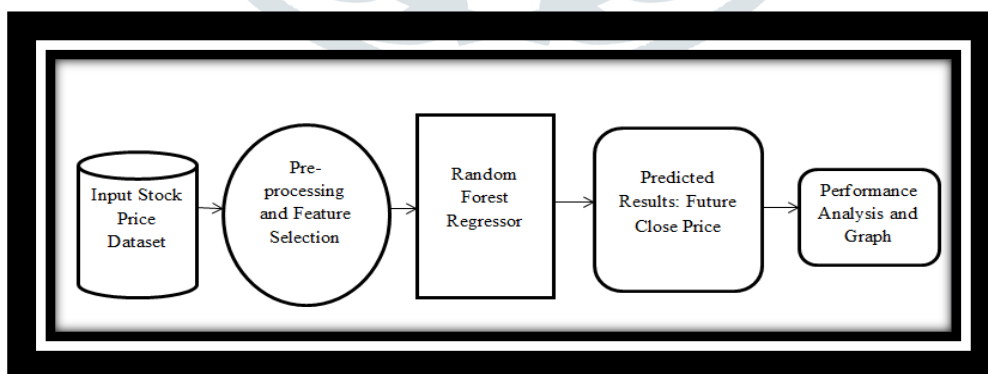 Input Stock
Price
Dataset
Pre-
processing
and Feature
Selection
Random
Forest
Regressor
Predicted
Results: Future
Close Price
Performance
Analysis and
Graph